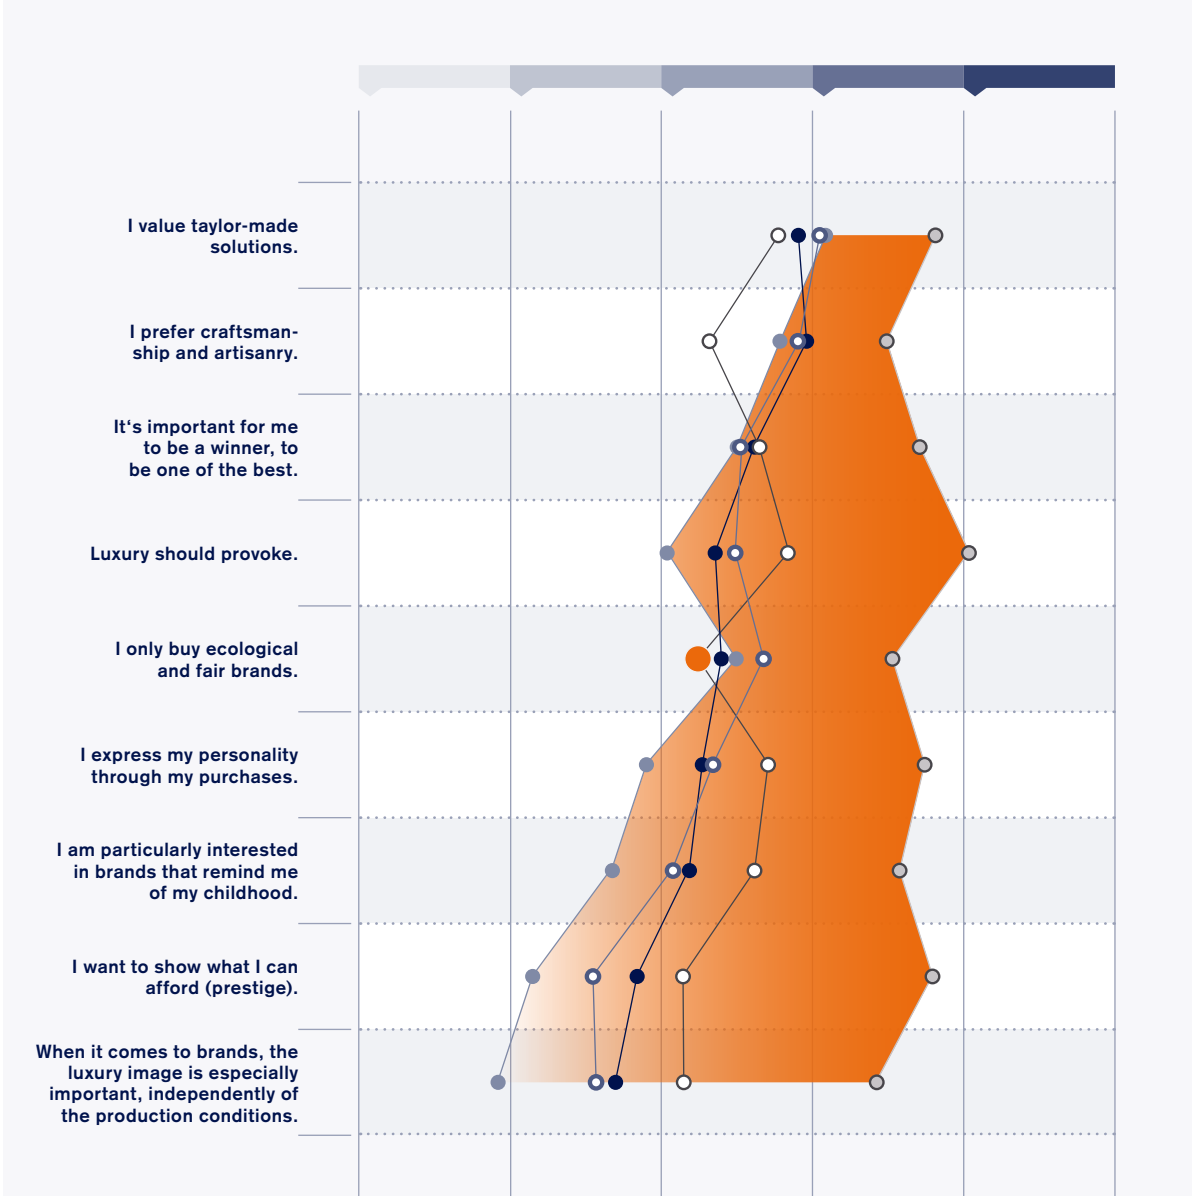 I value taylor-made
solutions.
I prefer craftsman-
ship and artisanry.
It‘s important for me
to be a winner, to
be one of the best.
Luxury should provoke.
I only buy ecological
and fair brands.
I express my personality
through my purchases.
I am particularly interested
in brands that remind me
of my childhood.
I want to show what I can
afford (prestige).
When it comes to brands, the
luxury image is especially
important, independently of
the production conditions.